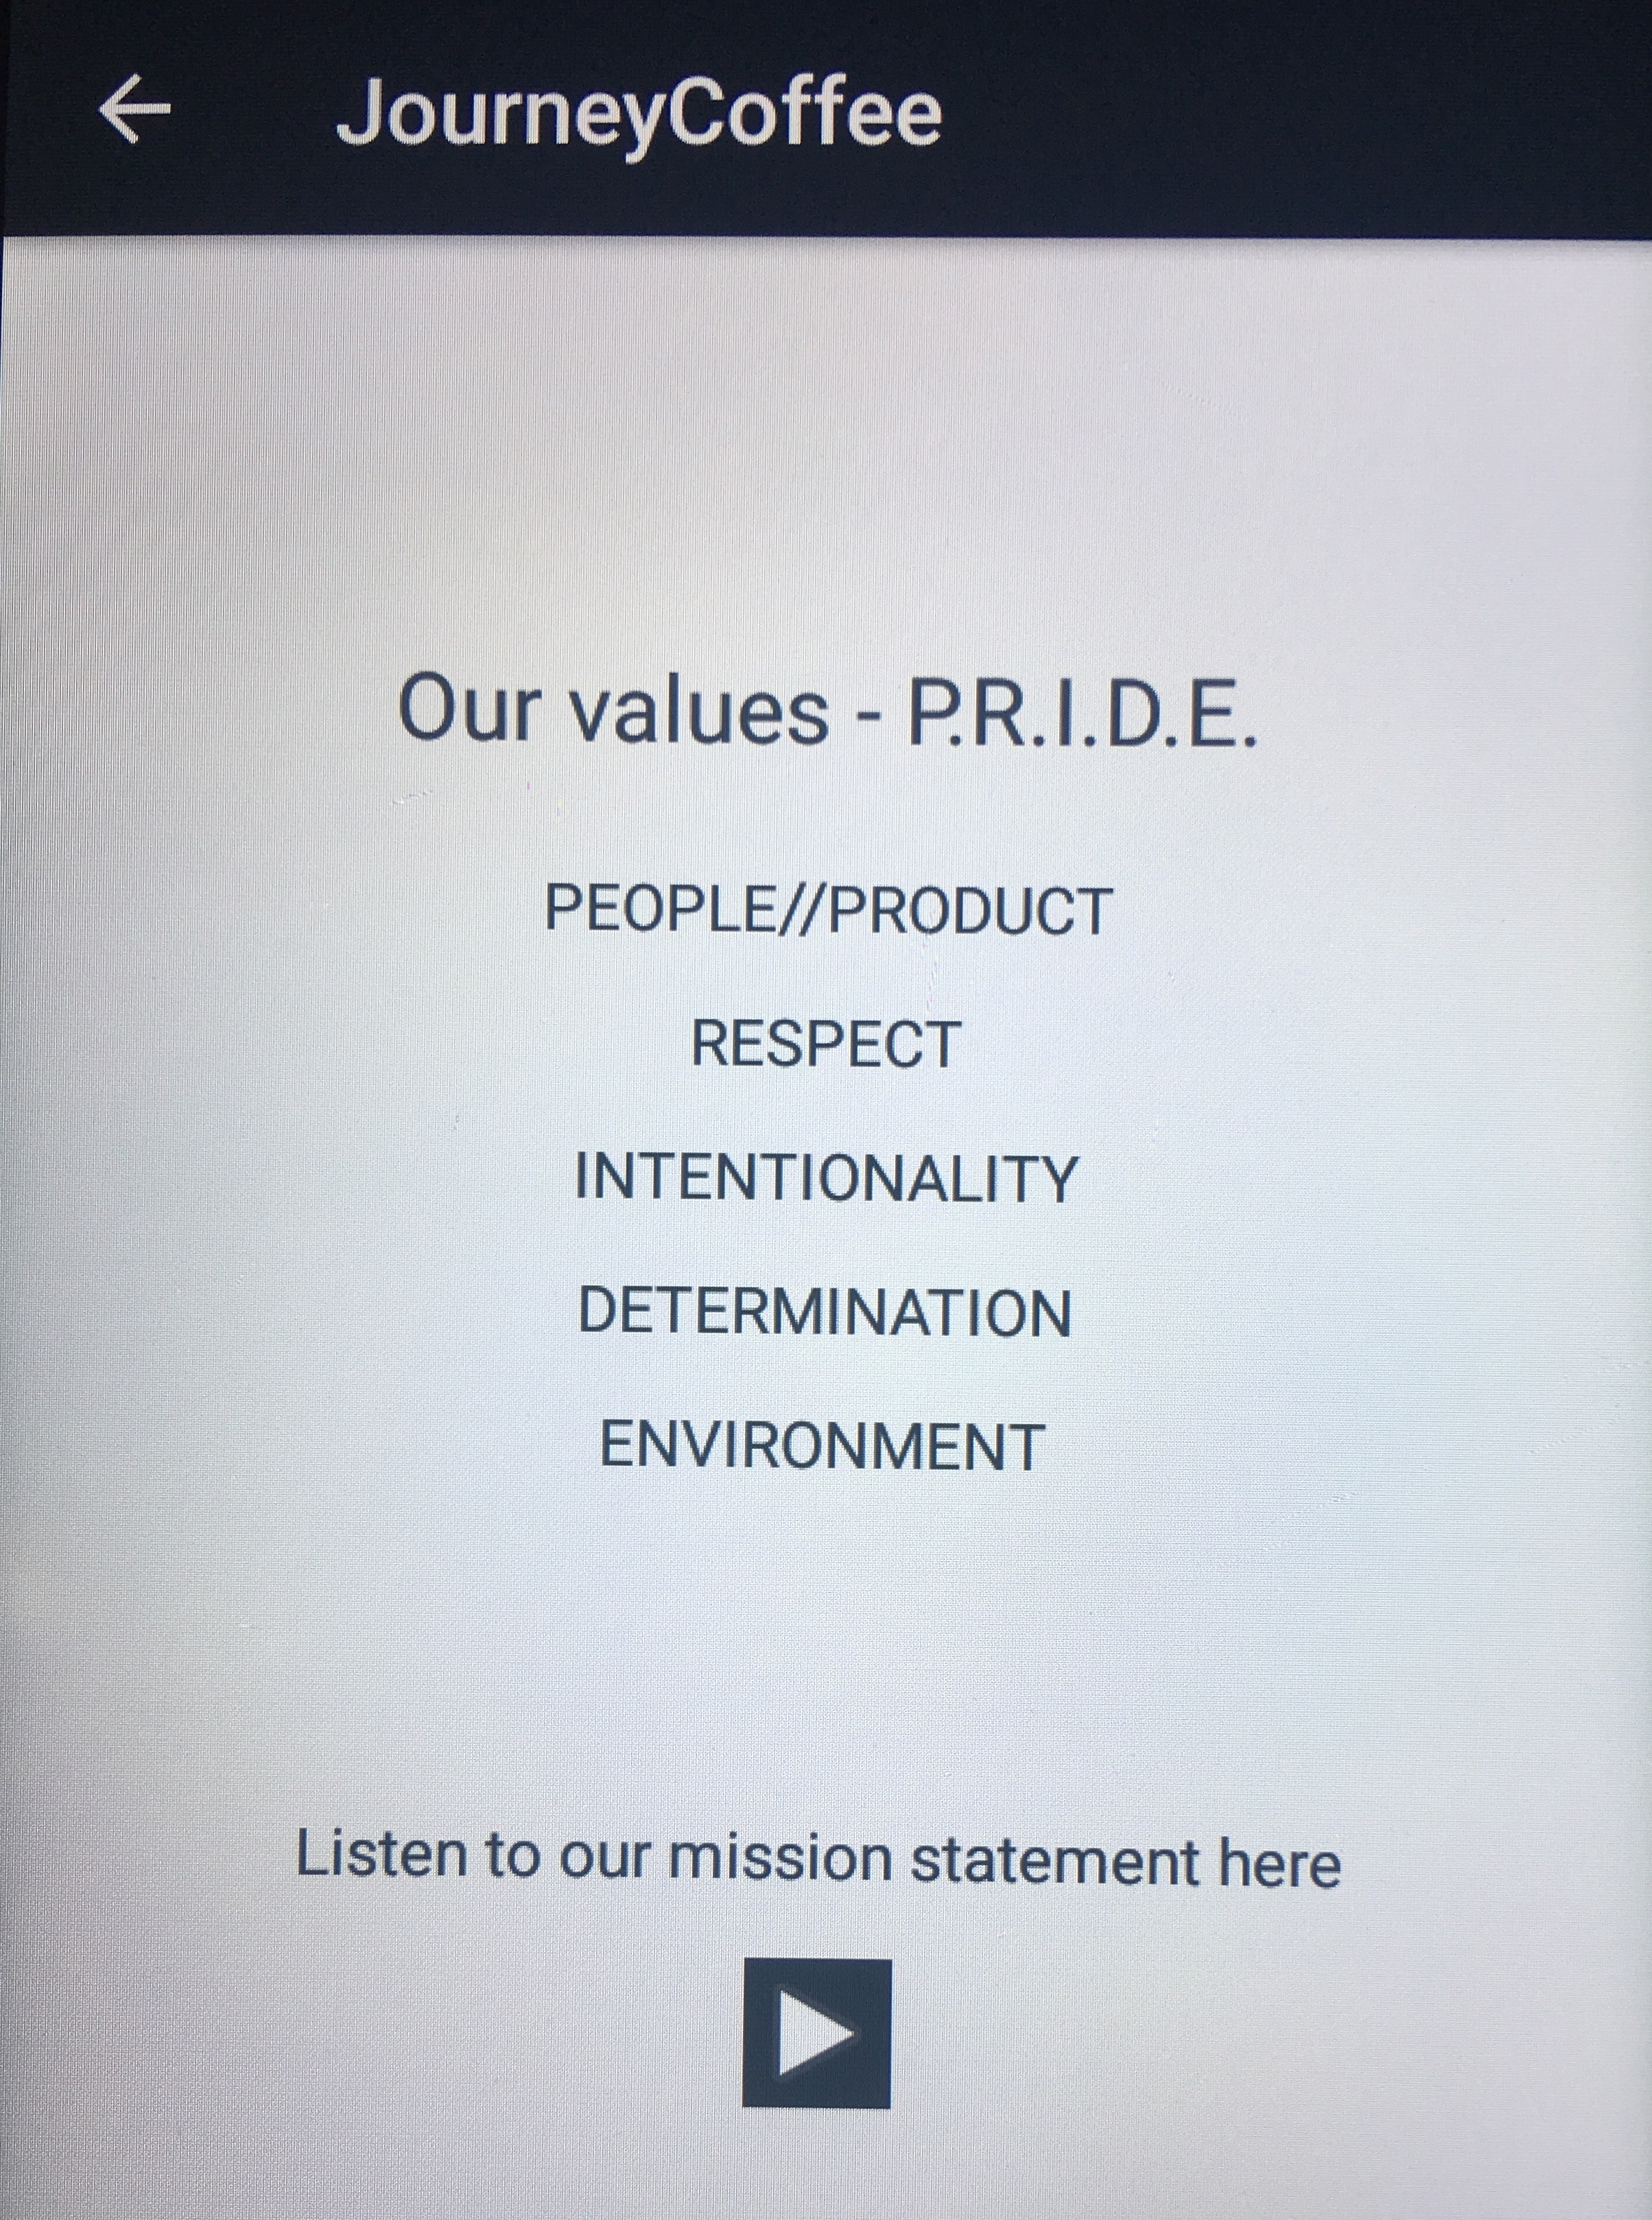 JourneyCoffee
Our values - P.R.I.D.E.
PEOPLE//PRODUCT
RESPECT
INTENTIONALITY
DETERMINATION
ENVIRONMENT
Listen to our mission statement here